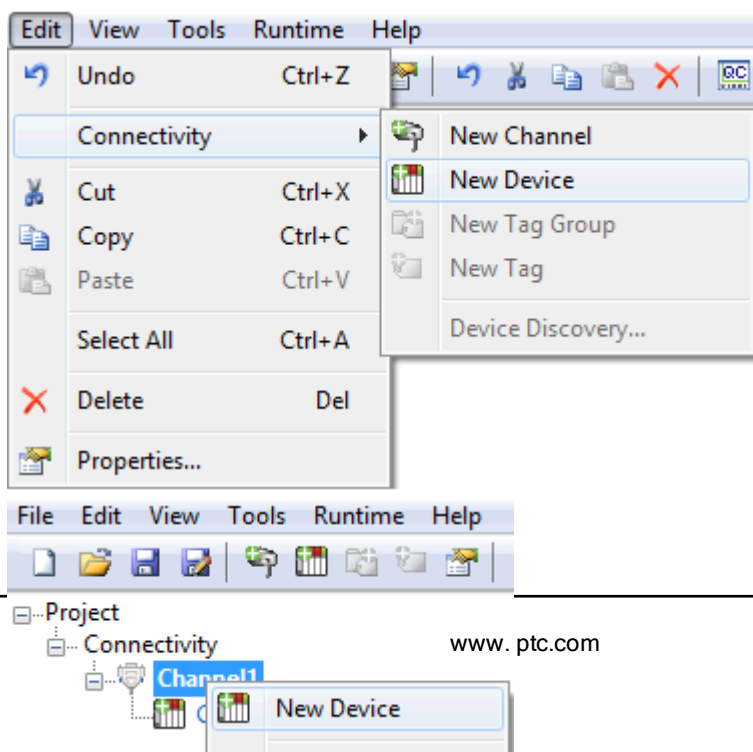 Edit View Tools Runtime Help
Undo Ctrl+Z
QC
Connectivity
New Channel
New Device
Cut Ctrl+X
New Tag Group
Copy Ctrl+C
New Tag
Paste Ctrl+V
Device Discovery...
Select All Ctrl+A
Delete Del
Properties...
File Edit View Tools Runtime Help
Project
Connectivity
www. ptc.com
Channel1
New Device